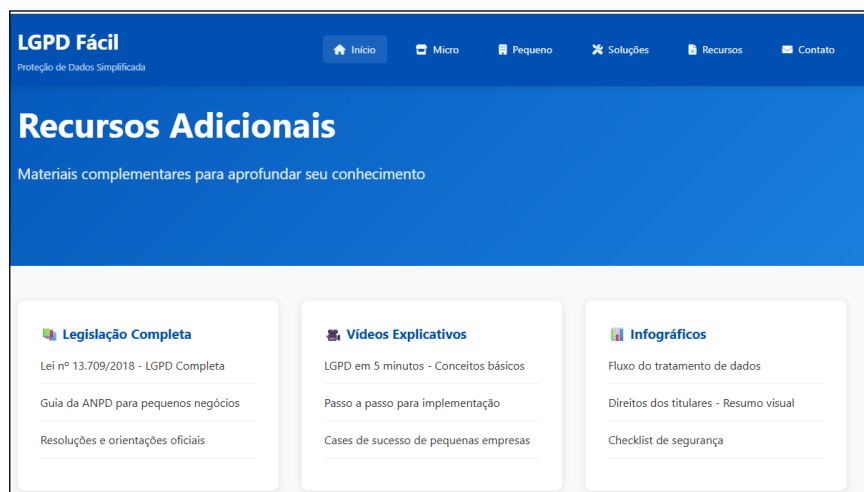 LGPD Fácil
Proteção de Dados Simplificada
Início
Micro
Pequeno
Soluções
Recursos
Contato
Recursos Adicionais
Materiais complementares para aprofundar seu conhecimento
Legislação Completa
Lei nº 13.709/2018 - LGPD Completa
Guia da ANPD para pequenos negócios
Resoluções e orientações oficiais
Vídeos Explicativos
LGPD em 5 minutos - Conceitos básicos
Passo a passo para implementação
Cases de sucesso de pequenas empresas
Infográficos
Fluxo do tratamento de dados
Direitos dos titulares - Resumo visual
Checklist de segurança